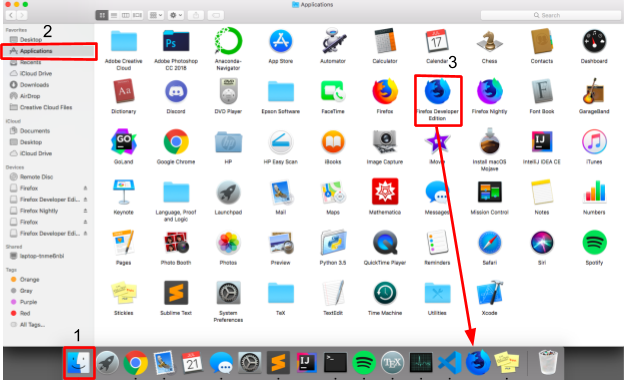 Applications
Search
2
Favorites
Desktop
Applications
Recents
iCloud Drive
Downloads
AirDrop
Creative Cloud Files
iCloud
Documents
Desktop
iCloud Drive
Devices
Remote Disc
Firefox
Firefox Developer Edi...
Firefox Nightly
Firefox
Firefox Developer Edi...
Shared
laptop-tnme8nbl
Tags
Orange
Grey
Purple
Red
All Tags...
Ps
17
Adobe Creative
Cloud
Adobe Photoshop
CC 2018
Anaconda-
Navigator
App Store
Automator
Calculator
Calendar
Chess
Contacts
Dashboard
3
Dictionary
Discord
DVD Player
Epson Software
FaceTime
Firefox
Firefox Developer
Edition
Firefox Nightly
Font Book
GarageBand
GO
LAND
IJ
GoLand
Google Chrome
HP
HP Easy Scan
iBooks
Image Capture
iMovie
Install macOS
Mojave
IntelliJ IDEA CE
iTunes
Keynote
Language, Proof
and Logic
Launchpad
Mail
Maps
Mathematica
Messages
Mission Control
Notes
Numbers
Pages
Photo Booth
Photos
Preview
Python 3.5
QuickTime Player
Reminders
Safari
Siri
Spotify
Stickies
Sublime Text
System
Preferences
TeX
TextEdit
Time Machine
Utilities
Xcode
1
21
IJ
TEX